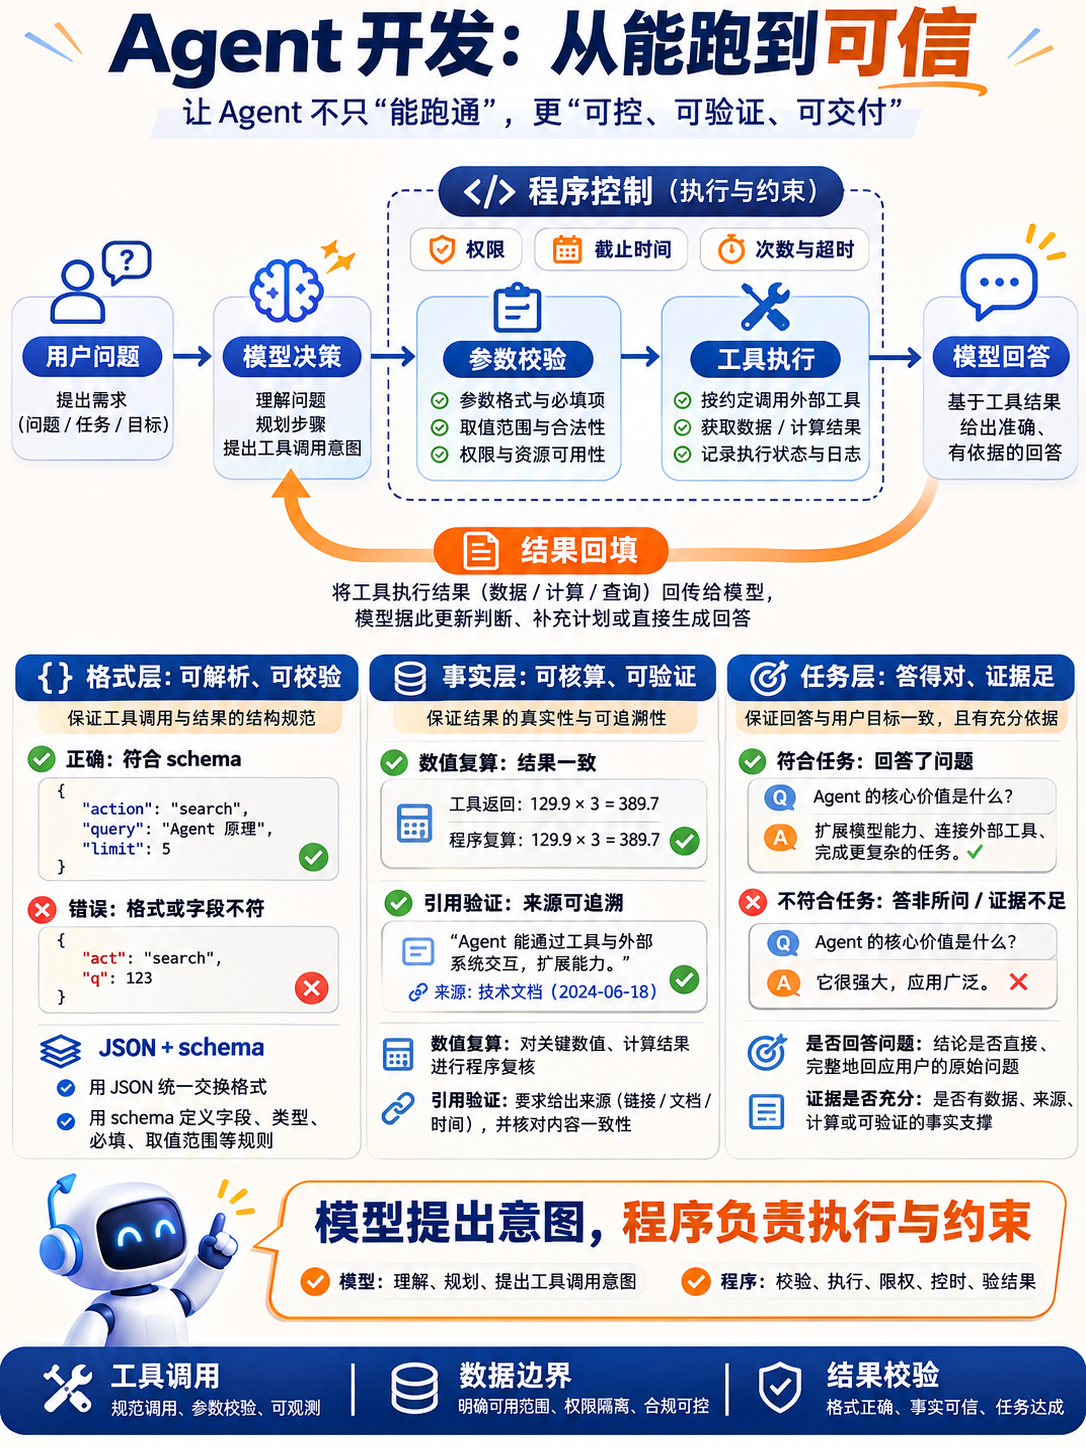 Agent 开发：从能跑到可信
让 Agent 不只“能跑通”，更“可控、可验证、可交付”
</> 程序控制（执行与约束）
权限
截止时间
次数与超时
?
用户问题
提出需求
（问题 / 任务 / 目标）
模型决策
理解问题
规划步骤
提出工具调用意图
参数校验
参数格式与必填项
取值范围与合法性
权限与资源可用性
工具执行
按约定调用外部工具
获取数据 / 计算结果
记录执行状态与日志
模型回答
基于工具结果
给出准确、
有依据的回答
结果回填
将工具执行结果（数据 / 计算 / 查询）回传给模型，
模型据此更新判断、补充计划或直接生成回答
{} 格式层：可解析、可校验
保证工具调用与结果的结构规范
正确：符合 schema
{
"action": "search",
"query": "Agent 原理",
"limit": 5
}
错误：格式或字段不符
{
"act": "search",
"q": 123
}
JSON + schema
用 JSON 统一交换格式
用 schema 定义字段、类型、
必填、取值范围等规则
事实层：可核算、可验证
保证结果的真实性与可追溯性
数值复算：结果一致
工具返回：129.9 × 3 = 389.7
程序复算：129.9 × 3 = 389.7
引用验证：来源可追溯
“Agent 能通过工具与外部
系统交互，扩展能力。”
来源：技术文档（2024-06-18）
数值复算：对关键数值、计算结果
进行程序复核
引用验证：要求给出来源（链接 / 文档 /
时间），并核对内容一致性
任务层：答得对、证据足
保证回答与用户目标一致，且有充分依据
符合任务：回答了问题
Q Agent 的核心价值是什么？
A 扩展模型能力、连接外部工具、
完成更复杂的任务。
不符合任务：答非所问 / 证据不足
Q Agent 的核心价值是什么？
A 它很强大，应用广泛。
是否回答问题：结论是否直接、
完整地回应用户的原始问题
证据是否充分：是否有数据、来源、
计算或可验证的事实支撑
模型提出意图，程序负责执行与约束
模型：理解、规划、提出工具调用意图
程序：校验、执行、限权、控时、验结果
工具调用
规范调用、参数校验、可观测
数据边界
明确可用范围、权限隔离、合规可控
结果校验
格式正确、事实可信、任务达成